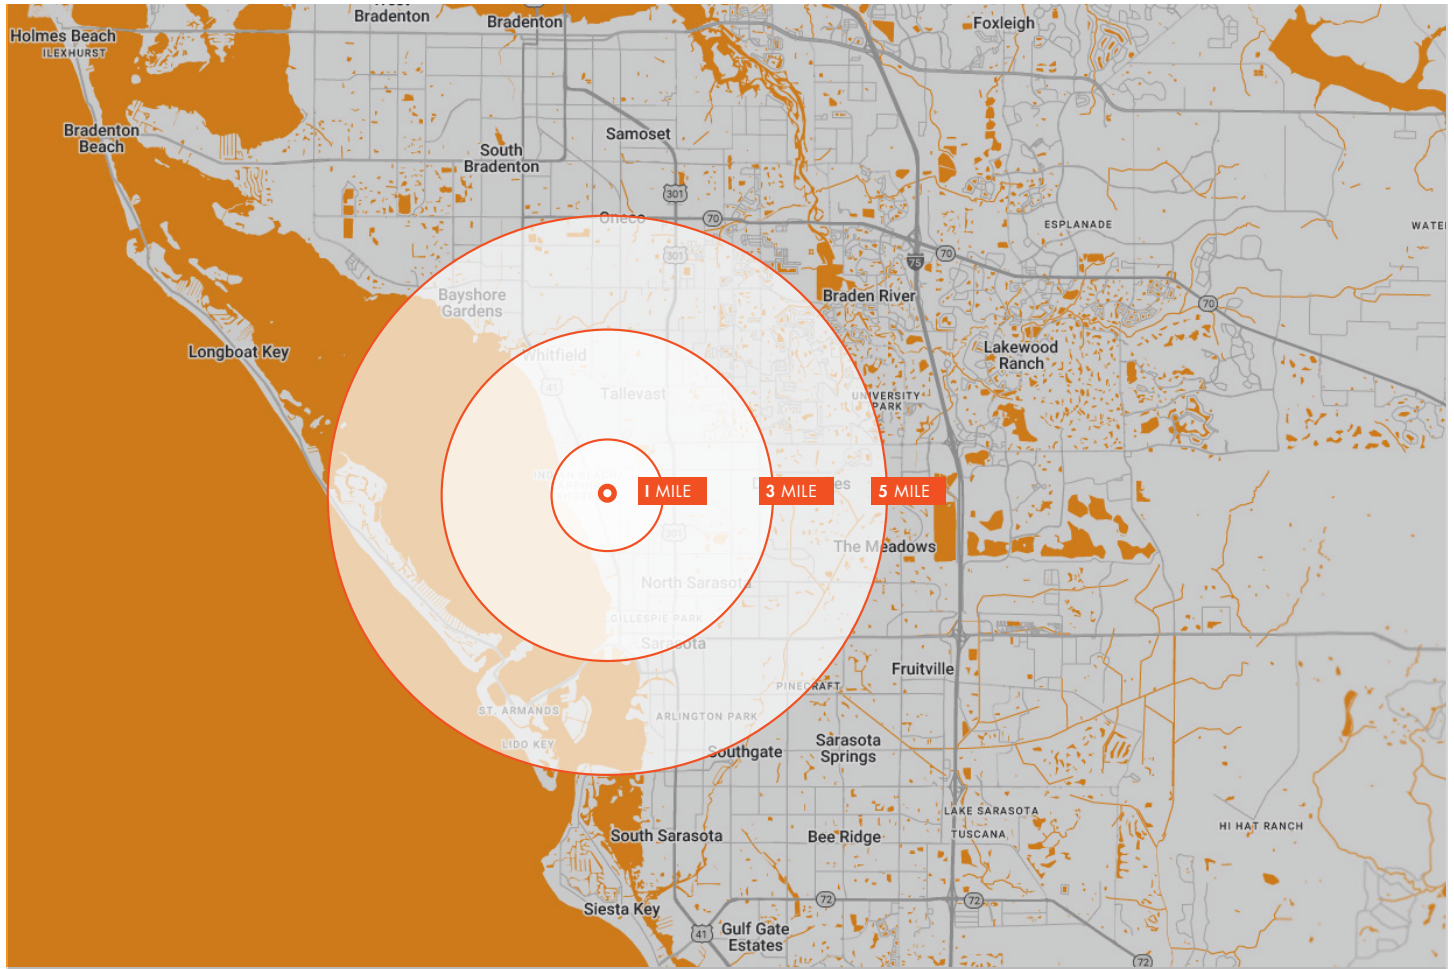 West
Bradenton
Bradenton
Foxleigh
Holmes Beach
ILEXHURST
Bradenton
Beach
Samoset
South
Bradenton
301
Oneco
70
ESPLANADE
70
301
75
Braden River
Bayshore
Gardens
70
Longboat Key
Whitfield
Lakewood
Ranch
41
Tallevast
UNIVERSITY
PARK
1 MILE
3 MILE
5 MILE
301
The Meadows
North Sarasota
GILLESPIE PARK
Sarasota
Fruitville
PINECRAFT
ST. ARMANDS
ARLINGTON PARK
LIDO KEY
Southgate
Sarasota
Springs
LAKE SARASOTA
TUSCANA
HI HAT RANCH
South Sarasota
Bee Ridge
72
72
Siesta Key
41
Gulf Gate
Estates
72